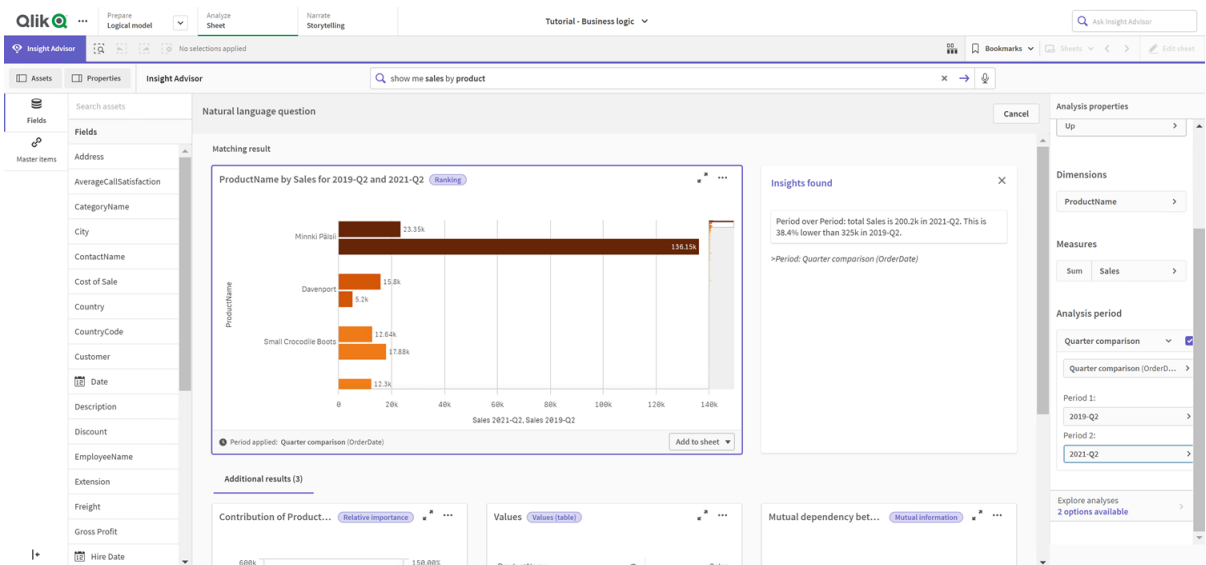 Qlik
Prepare
Logical model
Analyze
Sheet
Narrate
Storytelling
Tutorial - Business logic
Ask Insight Advisor
Insight Advisor
No selections applied
Bookmarks
Sheets
Edit sheet
Assets
Properties
Insight Advisor
show me sales by product
Fields
Master items
Search assets
Fields
Address
AverageCallSatisfaction
CategoryName
City
ContactName
Cost of Sale
Country
CountryCode
Customer
Date
Description
Discount
EmployeeName
Extension
Freight
Gross Profit
Hire Date
Natural language question
Cancel
Matching result
ProductName by Sales for 2019-Q2 and 2021-Q2 Ranking
ProductName
Minnki Pälsii
23.35k
136.15k
Davenport
15.8k
5.2k
Small Crocodile Boots
12.64k
17.88k
12.3k
0 20k 40k 60k 80k 100k 120k 140k
Sales 2021-Q2, Sales 2019-Q2
Period applied: Quarter comparison (OrderDate)
Add to sheet
Insights found
Period over Period: total Sales is 200.2k in 2021-Q2. This is
38.4% lower than 325k in 2019-Q2.
>Period: Quarter comparison (OrderDate)
Additional results (3)
Contribution of Product... Relative importance
600k
150.00%
Values Values (table)
Mutual dependency bet... Mutual information
Analysis properties
Up
Dimensions
ProductName
Measures
Sum Sales
Analysis period
Quarter comparison
Quarter comparison (OrderD...
Period 1:
2019-Q2
Period 2:
2021-Q2
Explore analyses
2 options available